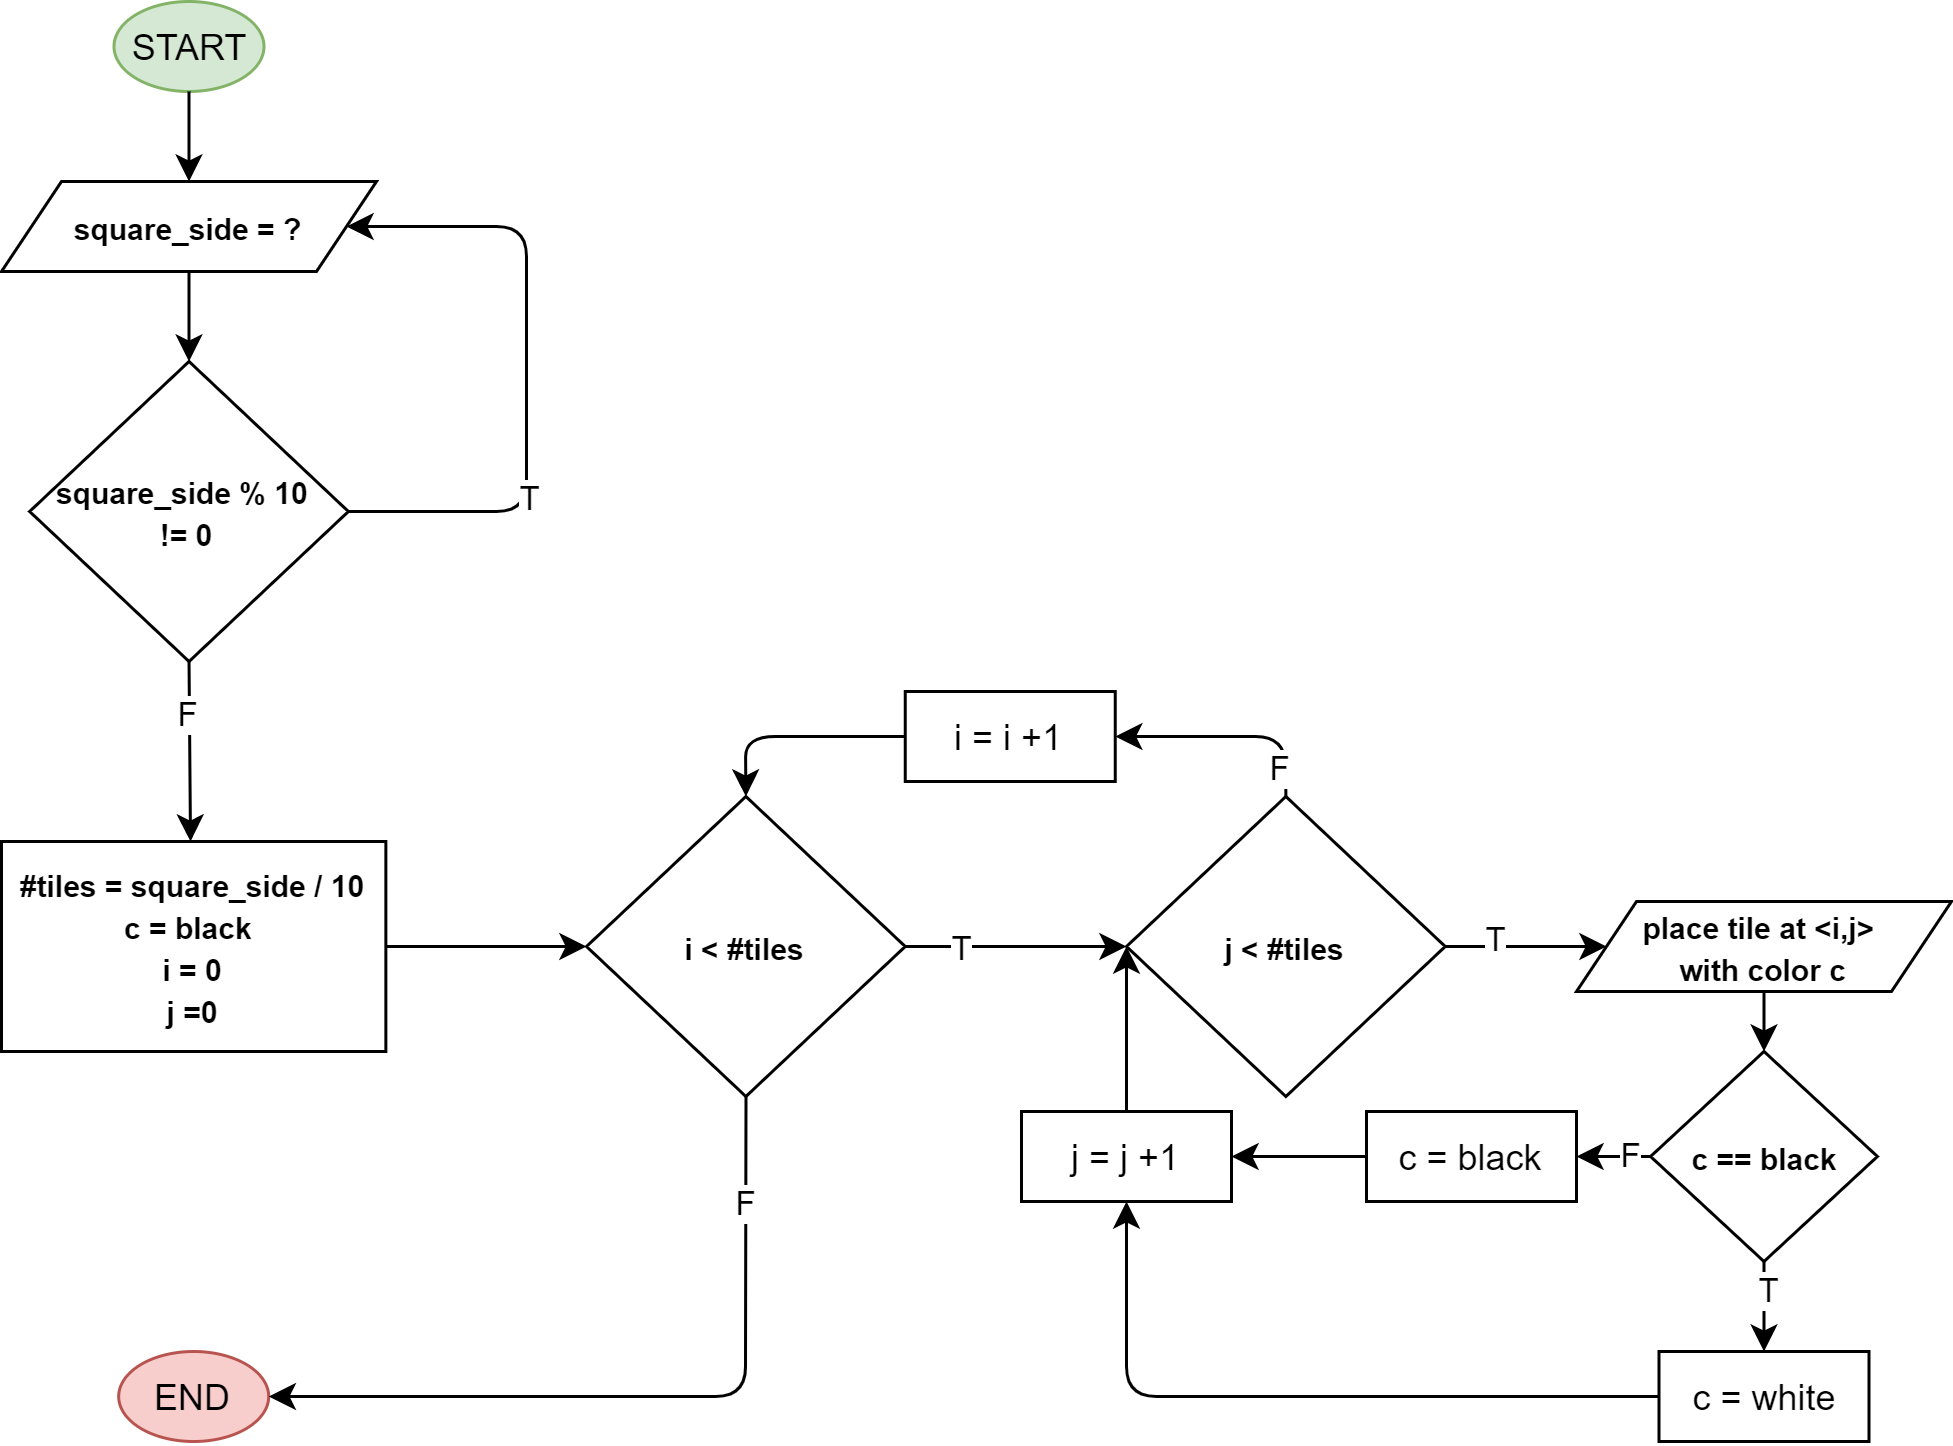 START
square_side = ?
square_side % 10
!= 0
T
F
#tiles = square_side / 10
c = black
i = 0
j =0
i < #tiles
T
F
i = i +1
F
j < #tiles
T
place tile at <i,j>
with color c
c == black
F
c = black
j = j +1
T
c = white
END